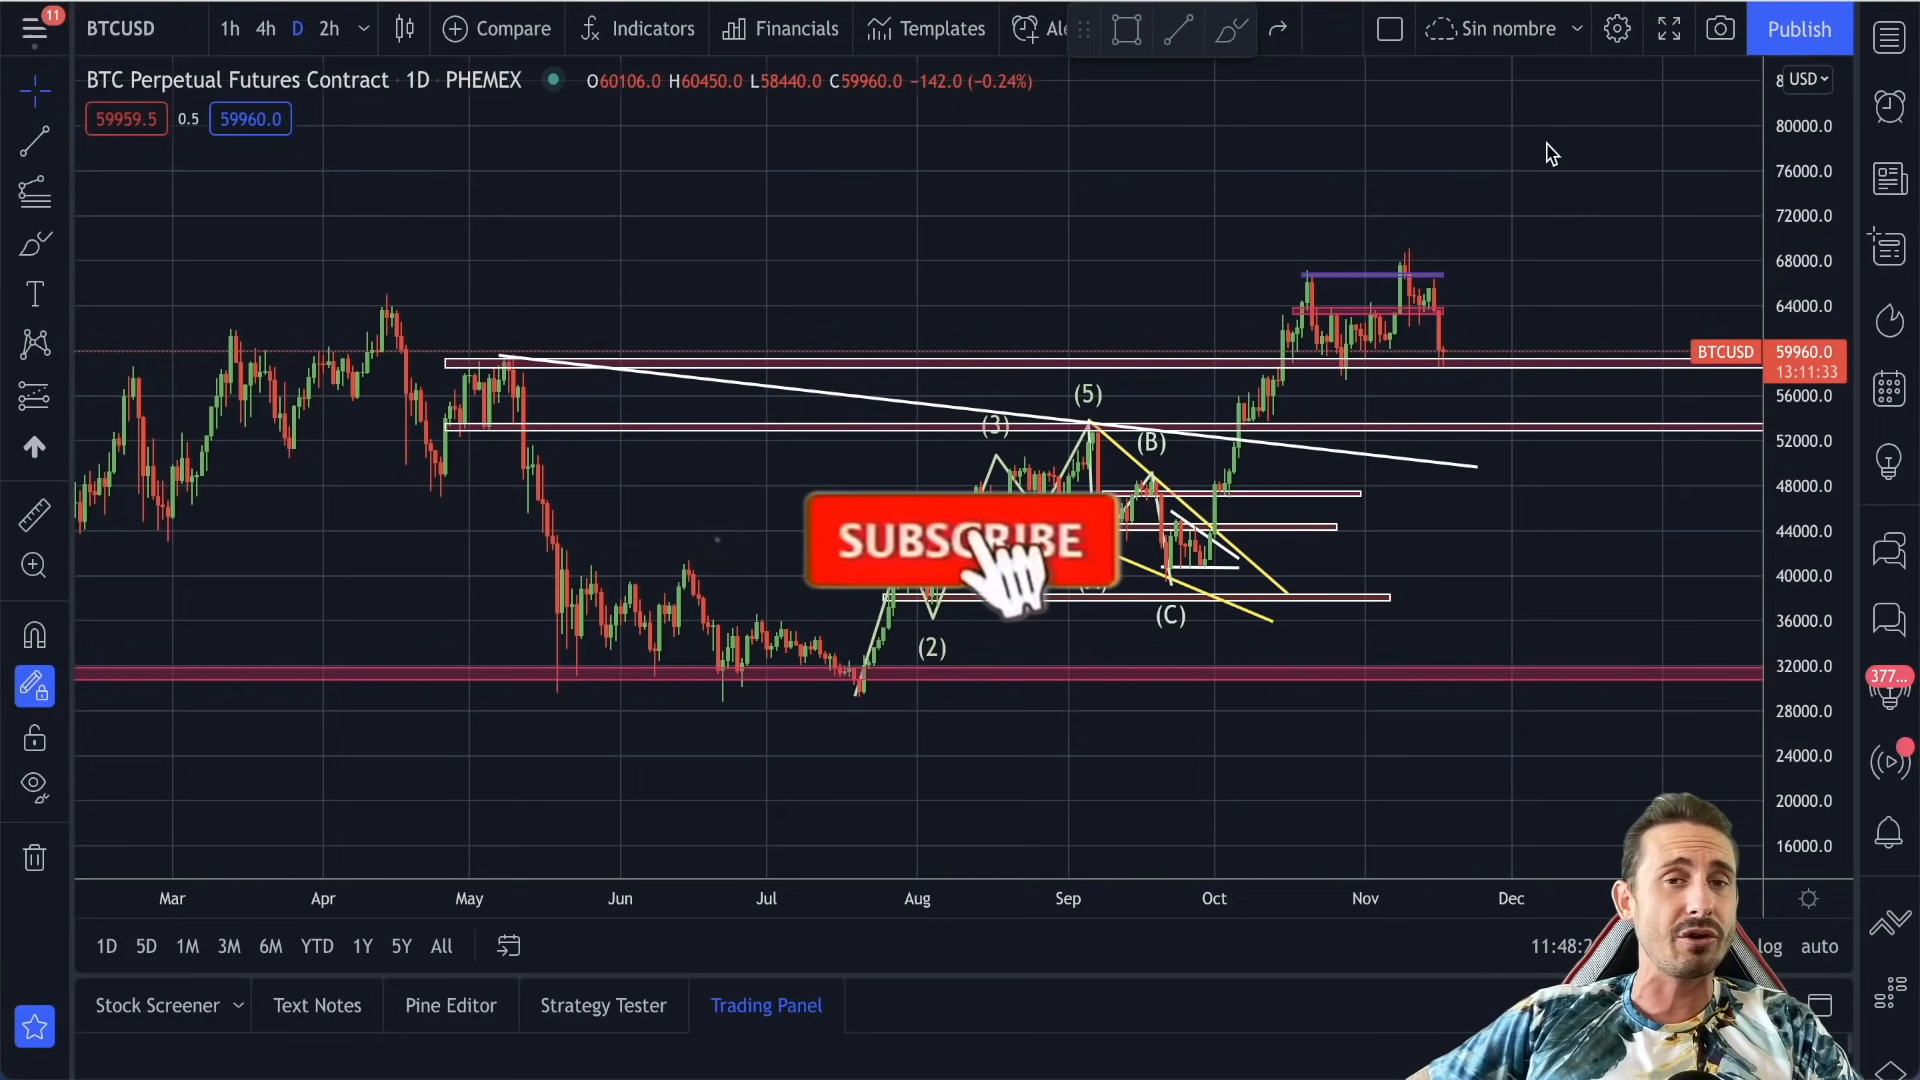 11
BTCUSD 1h 4h D 2h Compare Indicators Financials Templates Sin nombre Publish
BTC Perpetual Futures Contract · 1D · PHEMEX O60106.0 H60450.0 L58440.0 C59960.0 −142.0 (−0.24%)
USD
59959.5 0.5 59960.0
80000.0
76000.0
72000.0
68000.0
64000.0
BTCUSD 59960.0
13:11:33
56000.0
52000.0
48000.0
44000.0
40000.0
36000.0
32000.0
28000.0
24000.0
20000.0
16000.0
(5)
(3)
(B)
SUBSCRIBE
(C)
(2)
377...
Mar Apr May Jun Jul Aug Sep Oct Nov Dec
1D 5D 1M 3M 6M YTD 1Y 5Y All log auto
Stock Screener Text Notes Pine Editor Strategy Tester Trading Panel